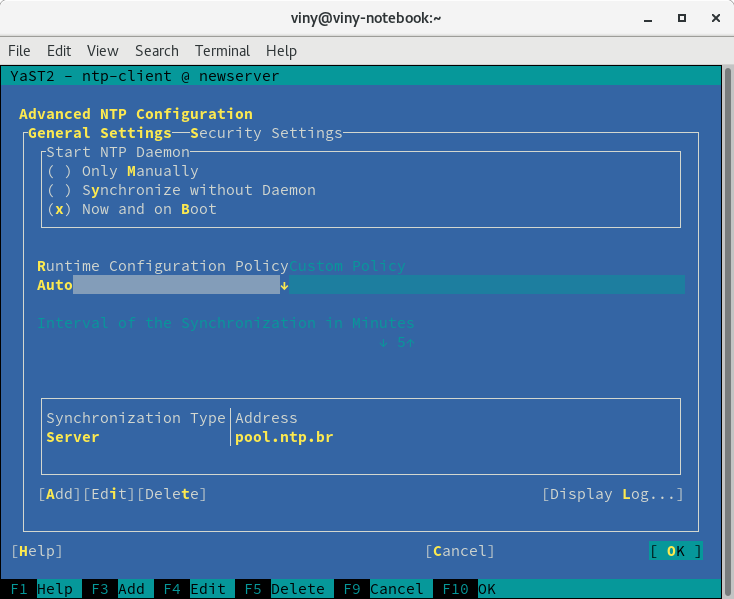 viny@viny-notebook:~
File Edit View Search Terminal Help
YaST2 - ntp-client @ newserver
Advanced NTP Configuration
General Settings Security Settings
Start NTP Daemon
( ) Only Manually
( ) Synchronize without Daemon
(x) Now and on Boot
Runtime Configuration Policy Custom Policy
Auto ↓
Interval of the Synchronization in Minutes
↓ 5↑
Synchronization Type Address
Server pool.ntp.br
[Add][Edit][Delete] [Display Log...]
[Help] [Cancel] [ OK ]
F1 Help F3 Add F4 Edit F5 Delete F9 Cancel F10 OK